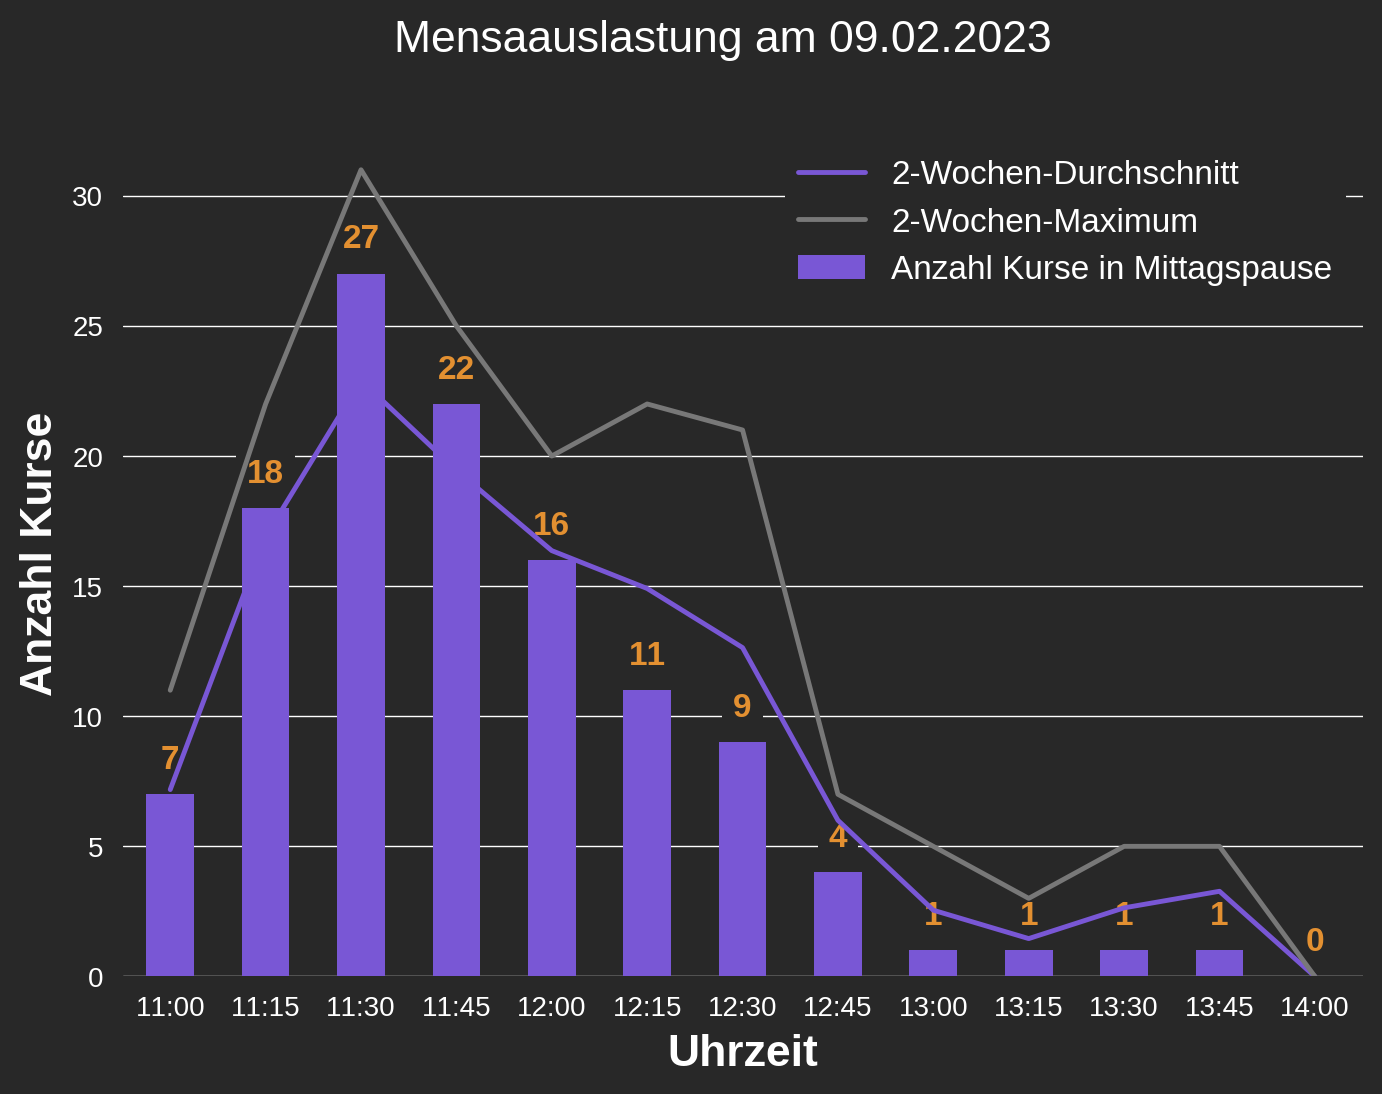 Mensaauslastung am 09.02.2023
2-Wochen-Durchschnitt
2-Wochen-Maximum
Anzahl Kurse in Mittagspause
Anzahl Kurse
30
25
20
15
10
5
0
7
18
27
22
16
11
9
4
1
1
1
1
0
11:00 11:15 11:30 11:45 12:00 12:15 12:30 12:45 13:00 13:15 13:30 13:45 14:00
Uhrzeit